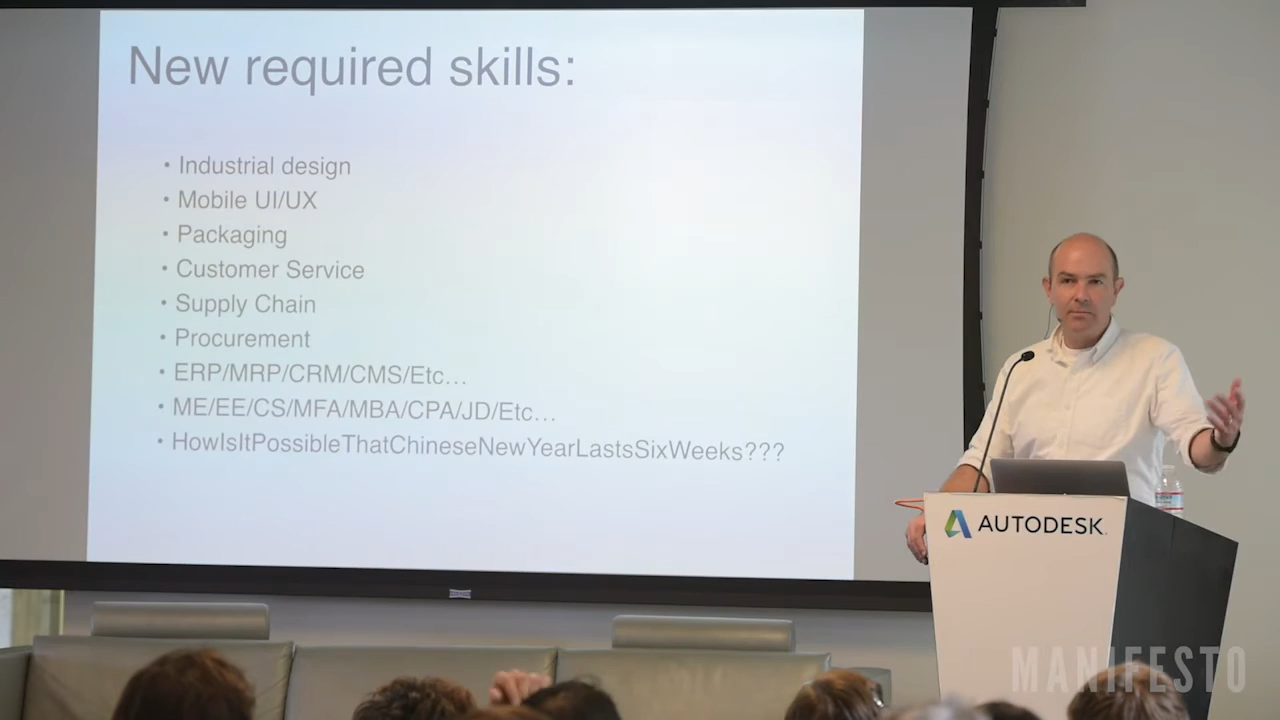 New required skills:
• Industrial design
• Mobile UI/UX
• Packaging
• Customer Service
• Supply Chain
• Procurement
• ERP/MRP/CRM/CMS/Etc…
• ME/EE/CS/MFA/MBA/CPA/JD/Etc…
• HowIsItPossibleThatChineseNewYearLastsSixWeeks???
AUTODESK.
MANIFESTO